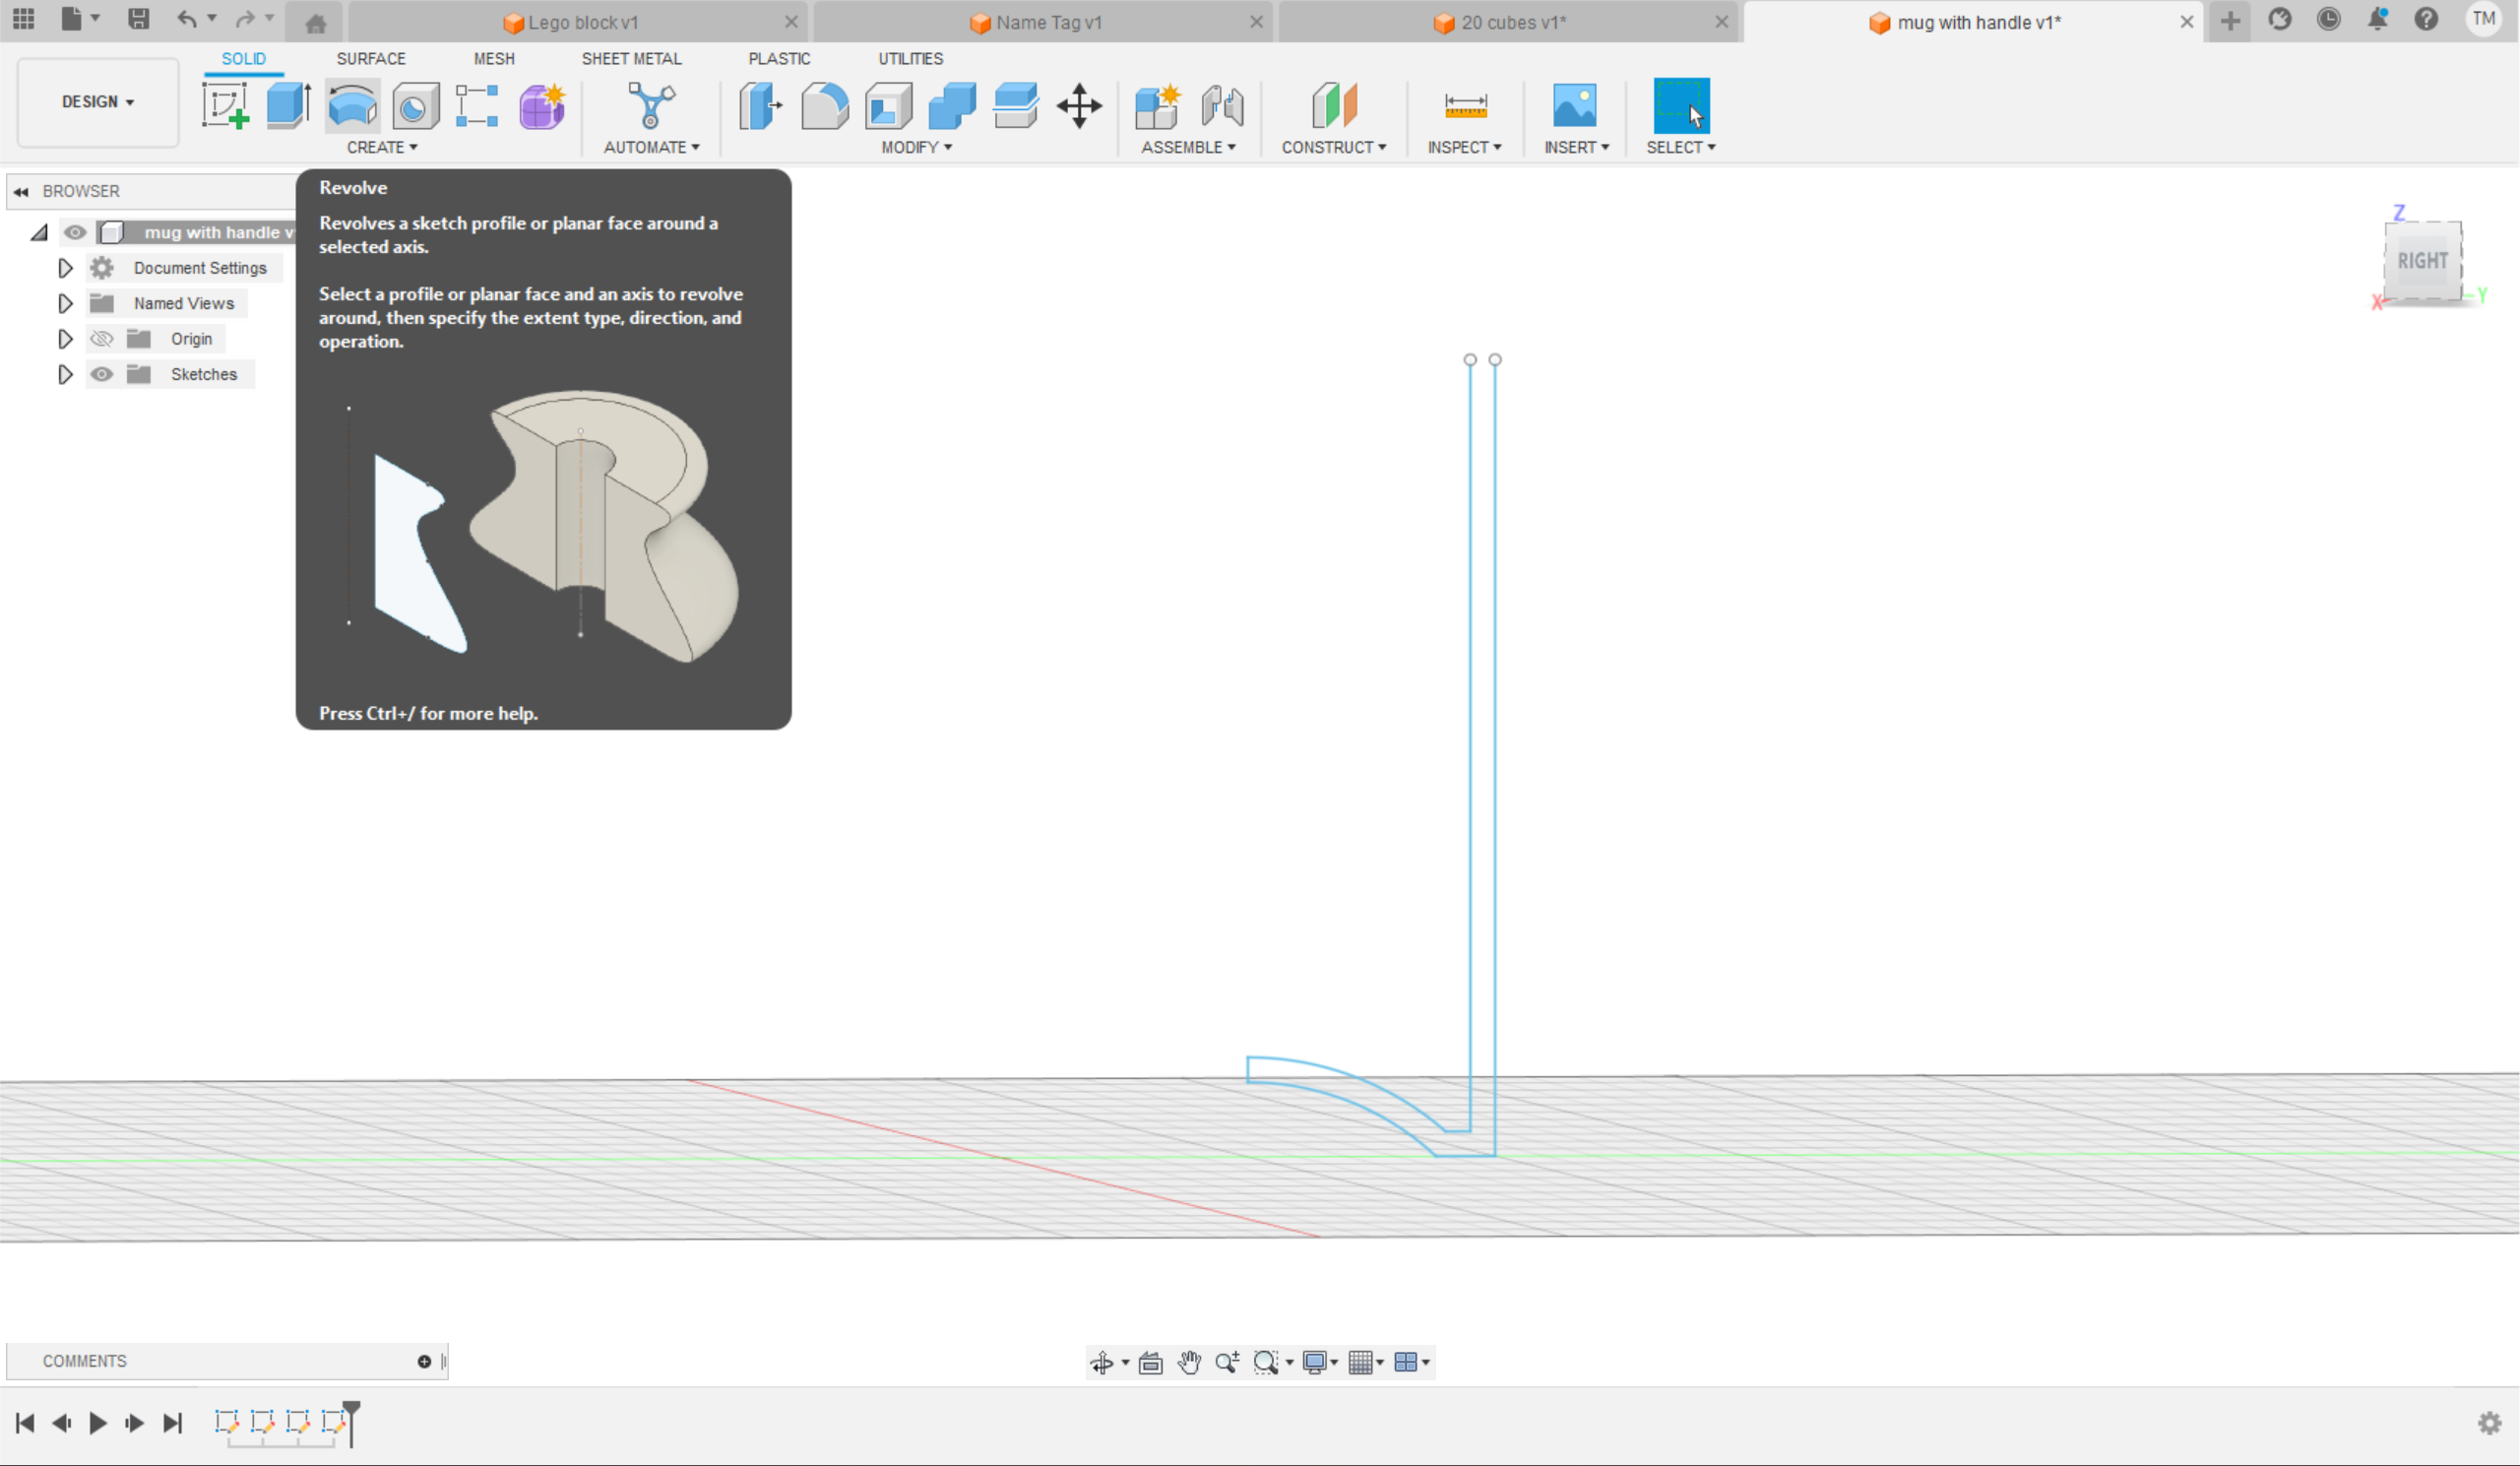 Lego block v1
Name Tag v1
20 cubes v1*
mug with handle v1*
TM
SOLID
SURFACE
MESH
SHEET METAL
PLASTIC
UTILITIES
DESIGN
CREATE
AUTOMATE
MODIFY
ASSEMBLE
CONSTRUCT
INSPECT
INSERT
SELECT
BROWSER
mug with handle v
Document Settings
Named Views
Origin
Sketches
Revolve
Revolves a sketch profile or planar face around a
selected axis.
Select a profile or planar face and an axis to revolve
around, then specify the extent type, direction, and
operation.
Press Ctrl+/ for more help.
Z
RIGHT
X
Y
COMMENTS